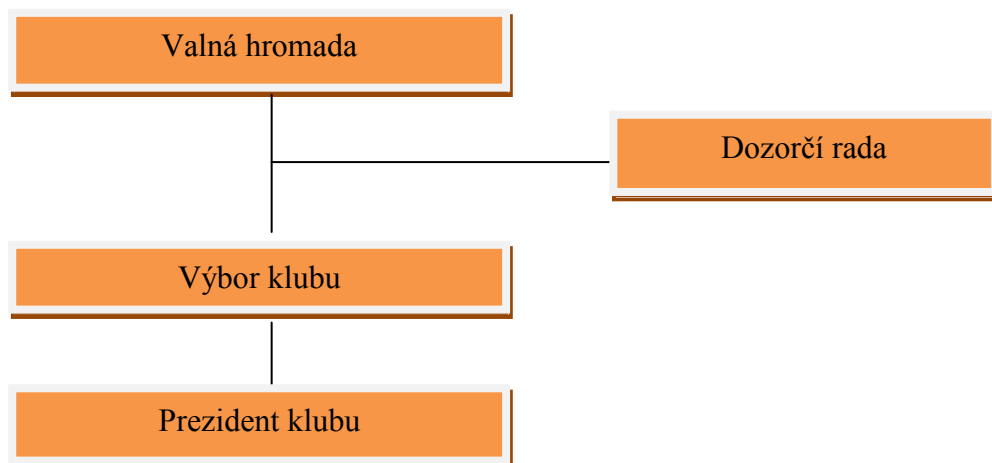 Valná hromada
Dozorčí rada
Výbor klubu
Prezident klubu